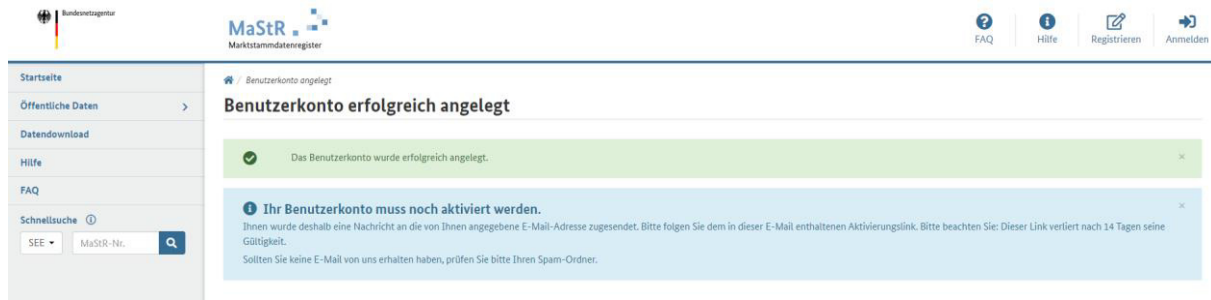 Bundesnetzagentur
MaStR
Marktstammdatenregister
FAQ
Hilfe
Registrieren
Anmelden
Startseite
Öffentliche Daten
Datendownload
Hilfe
FAQ
Schnellsuche
SEE
MaStR-Nr.
/ Benutzerkonto angelegt
Benutzerkonto erfolgreich angelegt
Das Benutzerkonto wurde erfolgreich angelegt.
×
Ihr Benutzerkonto muss noch aktiviert werden.
×
Ihnen wurde deshalb eine Nachricht an die von Ihnen angegebene E-Mail-Adresse zugesendet. Bitte folgen Sie dem in dieser E-Mail enthaltenen Aktivierungslink. Bitte beachten Sie: Dieser Link verliert nach 14 Tagen seine
Gültigkeit.
Sollten Sie keine E-Mail von uns erhalten haben, prüfen Sie bitte Ihren Spam-Ordner.